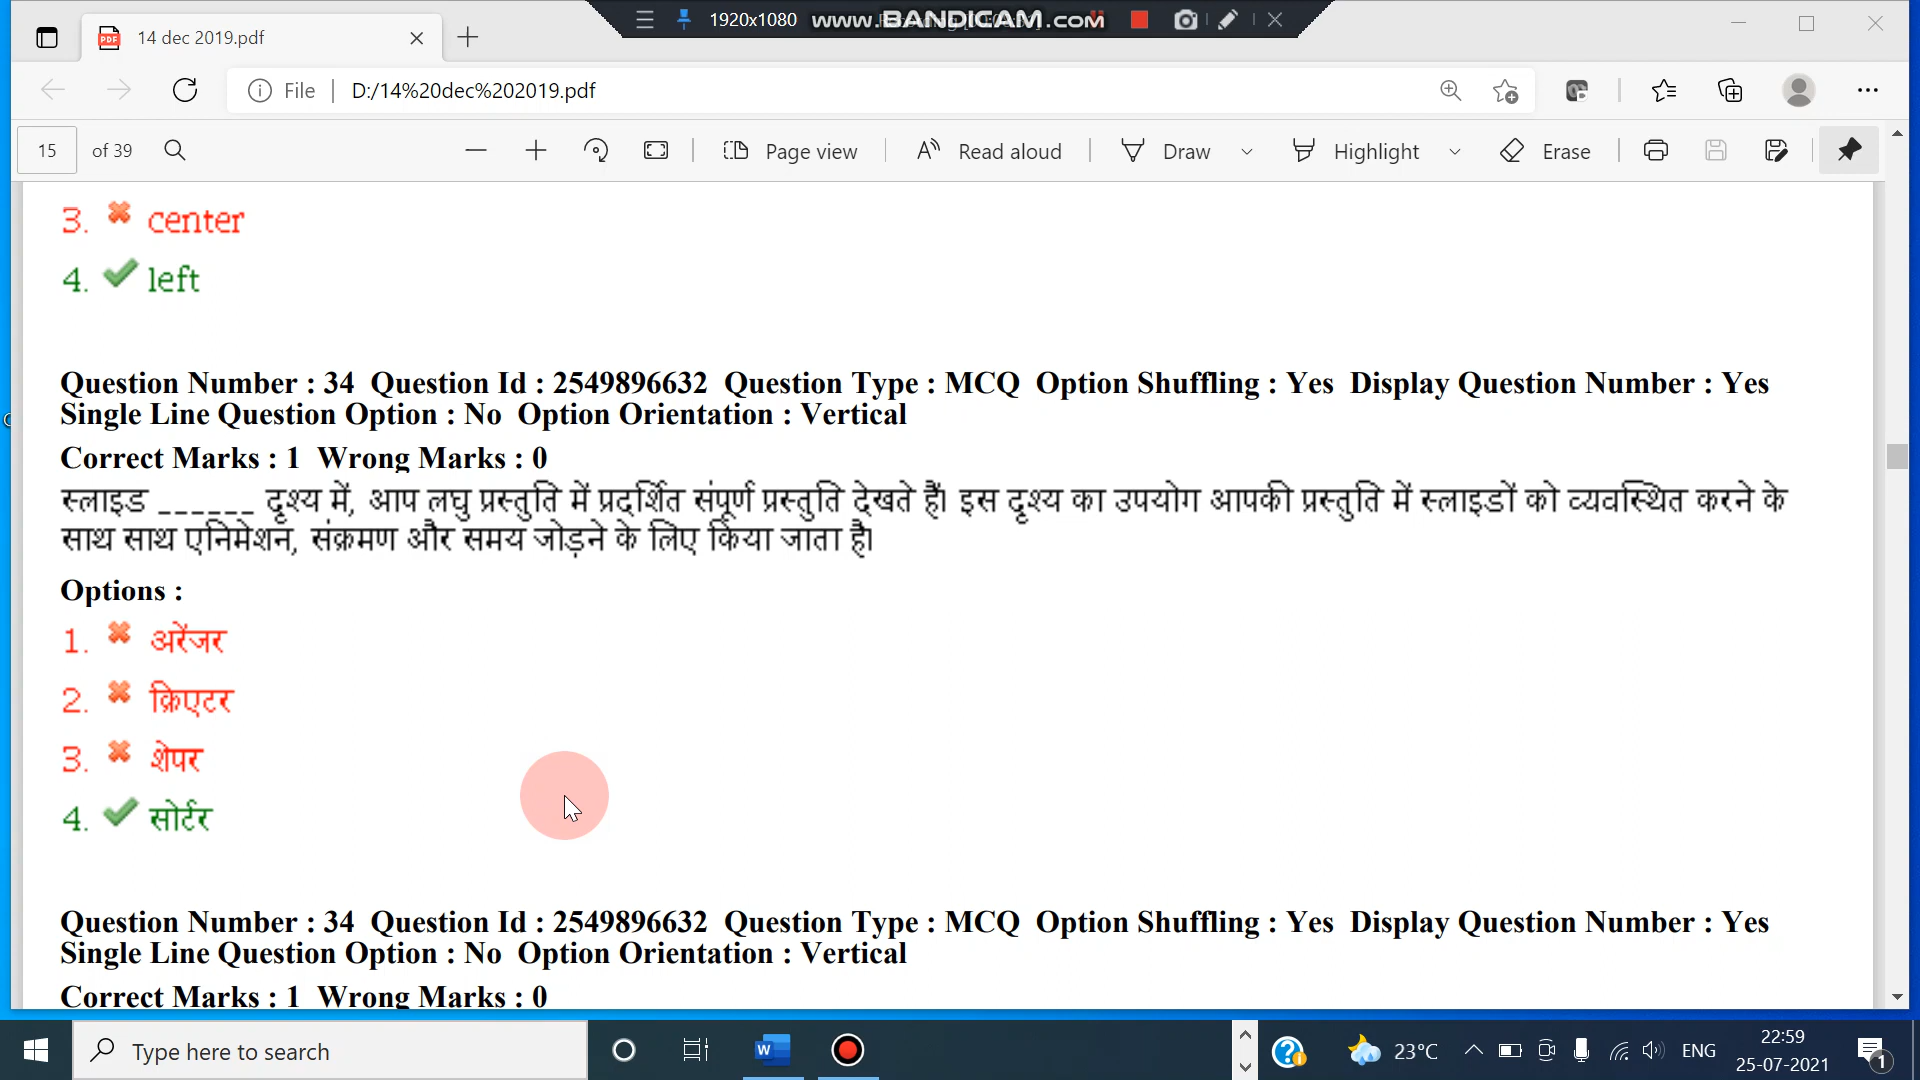 1920x1080 www.BANDICAM.com
14 dec 2019.pdf
File D:/14%20dec%202019.pdf
15 of 39 Page view Read aloud Draw Highlight Erase
3. center
4. left
Question Number : 34 Question Id : 2549896632 Question Type : MCQ Option Shuffling : Yes Display Question Number : Yes
Single Line Question Option : No Option Orientation : Vertical
Correct Marks : 1 Wrong Marks : 0
स्लाइड ______ दृश्य में, आप लघु प्रस्तुति में प्रदर्शित संपूर्ण प्रस्तुति देखते हैं। इस दृश्य का उपयोग आपकी प्रस्तुति में स्लाइडों को व्यवस्थित करने के
साथ साथ एनिमेशन, संक्रमण और समय जोड़ने के लिए किया जाता है।
Options :
1. अरेंजर
2. क्रिएटर
3. शेपर
4. सोर्टर
Question Number : 34 Question Id : 2549896632 Question Type : MCQ Option Shuffling : Yes Display Question Number : Yes
Single Line Question Option : No Option Orientation : Vertical
Correct Marks : 1 Wrong Marks : 0
Type here to search
23°C ENG
22:59
25-07-2021
1